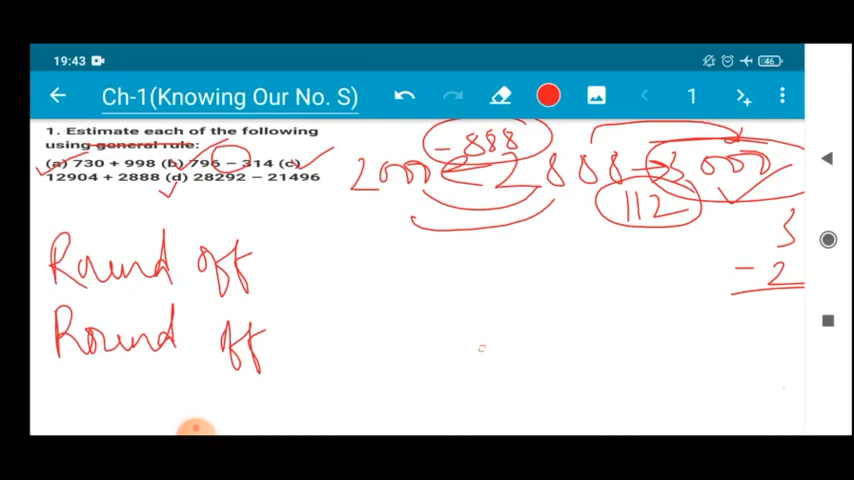 19:43
46
Ch-1(Knowing Our No. S)
1
1. Estimate each of the following
using general rule:
(a) 730 + 998 (b) 796 − 314 (c)
12904 + 2888 (d) 28292 − 21496
-888
2000 2888 3000
112
3
- 2
Round off
Round off